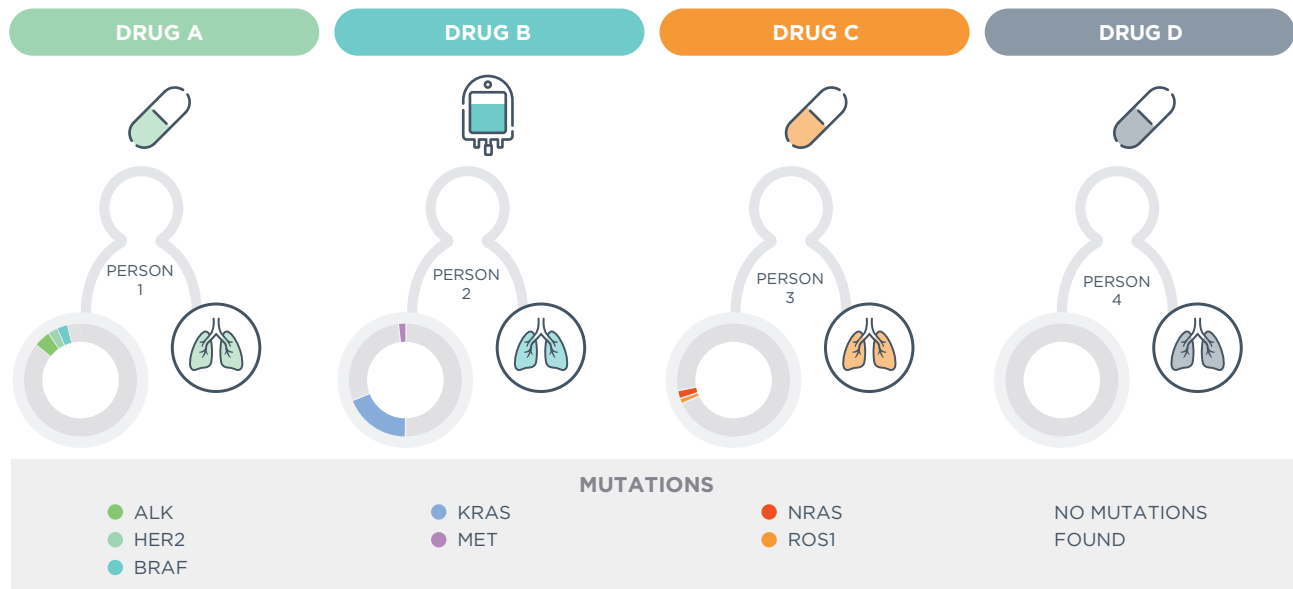 DRUG A
DRUG B
DRUG C
DRUG D
PERSON
1
PERSON
2
PERSON
3
PERSON
4
MUTATIONS
ALK
HER2
BRAF
KRAS
MET
NRAS
ROS1
NO MUTATIONS
FOUND